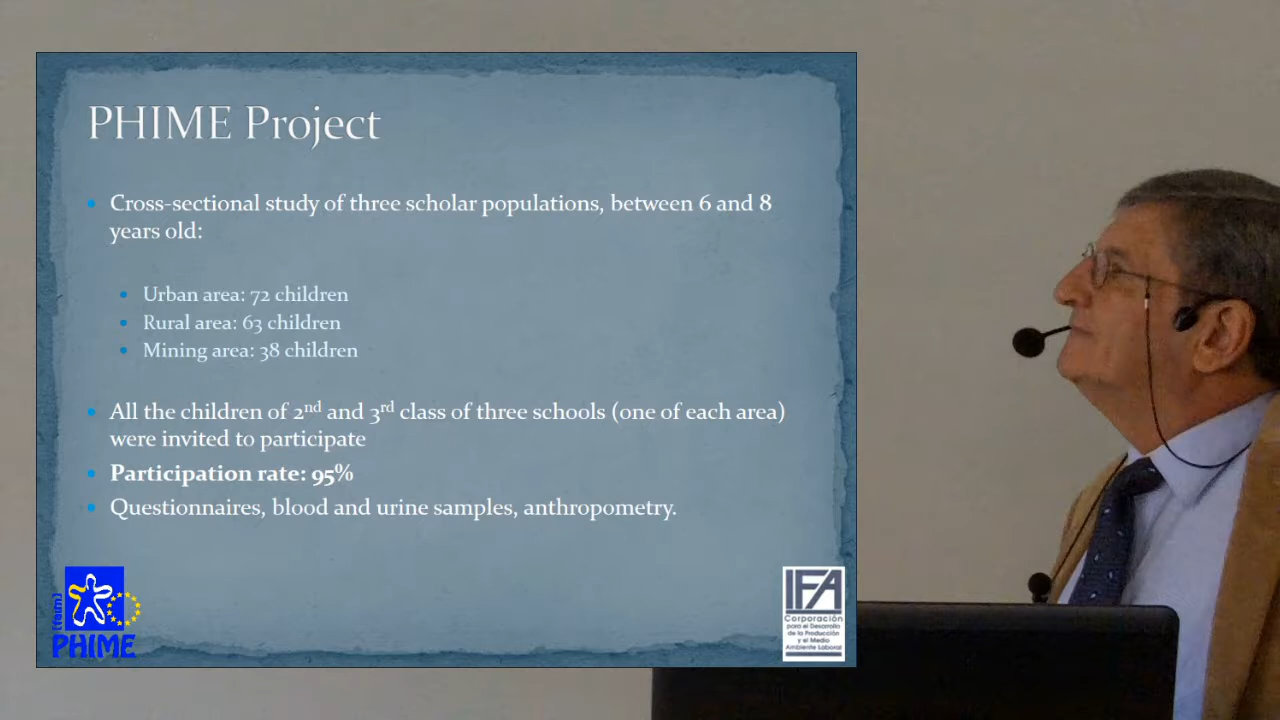 PHIME Project
• Cross-sectional study of three scholar populations, between 6 and 8
years old:
• Urban area: 72 children
• Rural area: 63 children
• Mining area: 38 children
• All the children of 2nd and 3rd class of three schools (one of each area)
were invited to participate
• Participation rate: 95%
• Questionnaires, blood and urine samples, anthropometry.
[faim]
PHIME
IFA
Corporación
para el Desarrollo
de la Producción
y el Medio
Ambiente Laboral